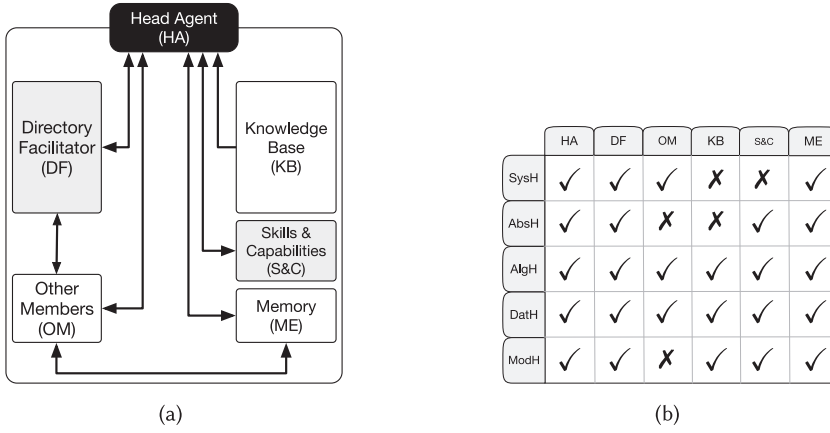 Head Agent
(HA)
Directory
Facilitator
(DF)
Knowledge
Base
(KB)
Skills &
Capabilities
(S&C)
Other
Members
(OM)
Memory
(ME)
(a)
HA DF OM KB S&C ME
SysH ✓ ✓ ✓ ✗ ✗ ✓
AbsH ✓ ✓ ✗ ✗ ✓ ✓
AlgH ✓ ✓ ✓ ✓ ✓ ✓
DatH ✓ ✓ ✓ ✓ ✓ ✓
ModH ✓ ✓ ✗ ✓ ✓ ✓
(b)